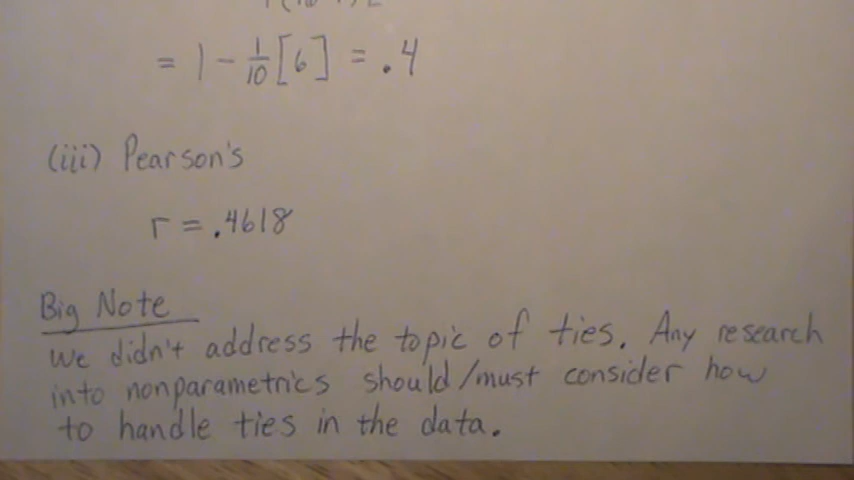 = 1 - 1/10 [6] = .4
(iii) Pearson's
r = .4618
Big Note
We didn't address the topic of ties. Any research
into nonparametrics should/must consider how
to handle ties in the data.